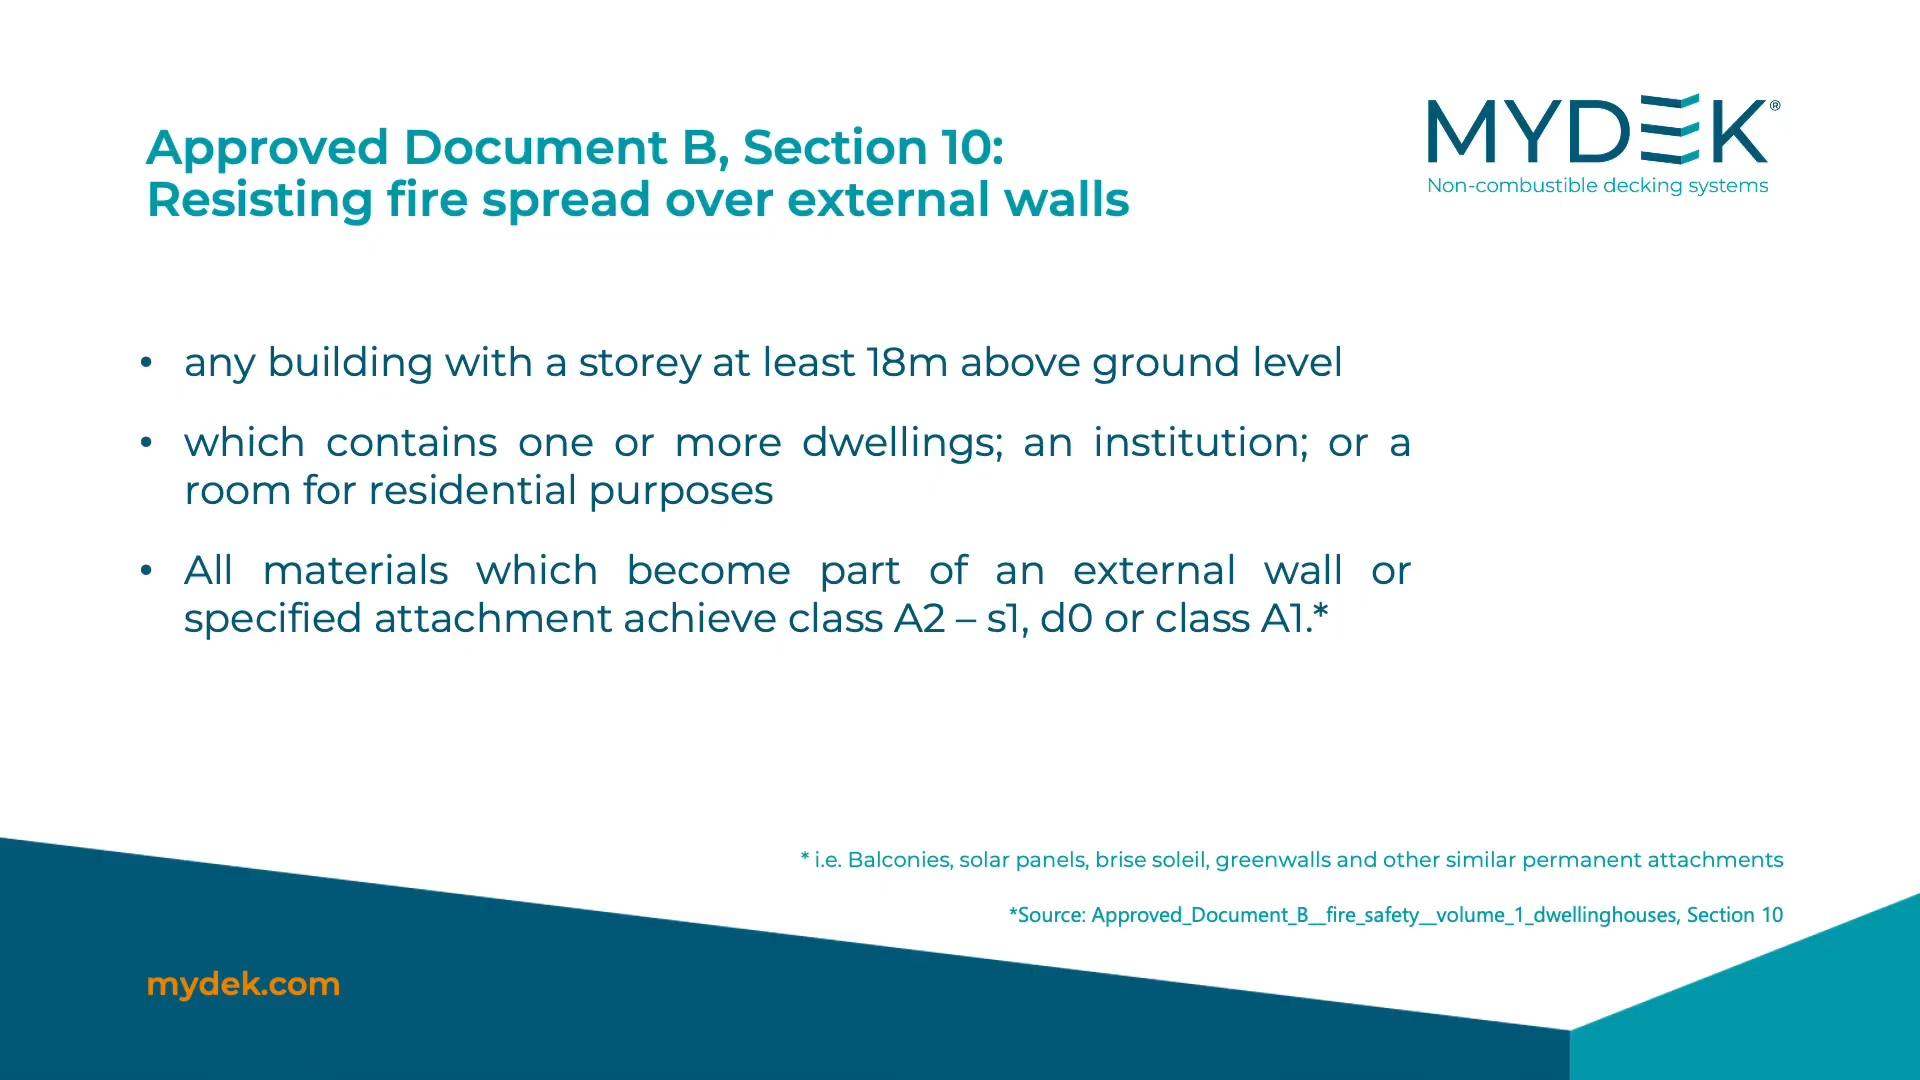 Approved Document B, Section 10:
Resisting fire spread over external walls
MYDEK®
Non-combustible decking systems
• any building with a storey at least 18m above ground level
• which contains one or more dwellings; an institution; or a
room for residential purposes
• All materials which become part of an external wall or
specified attachment achieve class A2 – s1, d0 or class A1.*
* i.e. Balconies, solar panels, brise soleil, greenwalls and other similar permanent attachments
*Source: Approved_Document_B__fire_safety__volume_1_dwellinghouses, Section 10
mydek.com